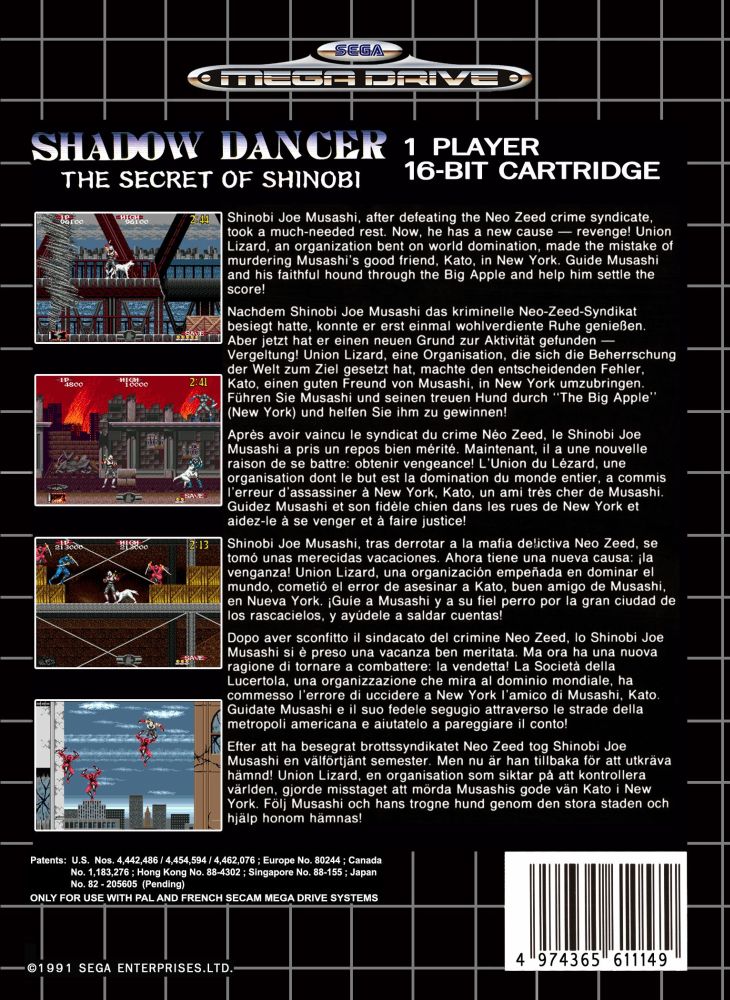 SEGA
MEGA DRIVE
SHADOW DANCER
THE SECRET OF SHINOBI
1 PLAYER
16-BIT CARTRIDGE
Shinobi Joe Musashi, after defeating the Neo Zeed crime syndicate,
took a much-needed rest. Now, he has a new cause — revenge! Union
Lizard, an organization bent on world domination, made the mistake of
murdering Musashi's good friend, Kato, in New York. Guide Musashi
and his faithful hound through the Big Apple and help him settle the
score!
Nachdem Shinobi Joe Musashi das kriminelle Neo-Zeed-Syndikat
besiegt hatte, konnte er erst einmal wohlverdiente Ruhe genießen.
Aber jetzt hat er einen neuen Grund zur Aktivität gefunden —
Vergeltung! Union Lizard, eine Organisation, die sich die Beherrschung
der Welt zum Ziel gesetzt hat, machte den entscheidenden Fehler,
Kato, einen guten Freund von Musashi, in New York umzubringen.
Führen Sie Musashi und seinen treuen Hund durch "The Big Apple"
(New York) und helfen Sie ihm zu gewinnen!
Après avoir vaincu le syndicat du crime Néo Zeed, le Shinobi Joe
Musashi a pris un repos bien mérité. Maintenant, il a une nouvelle
raison de se battre: obtenir vengeance! L'Union du Lézard, une
organisation dont le but est la domination du monde entier, a commis
l'erreur d'assassiner à New York, Kato, un ami très cher de Musashi.
Guidez Musashi et son fidèle chien dans les rues de New York et
aidez-le à se venger et à faire justice!
Shinobi Joe Musashi, tras derrotar a la mafia delictiva Neo Zeed, se
tomó unas merecidas vacaciones. Ahora tiene una nueva causa: ¡la
venganza! Union Lizard, una organización empeñada en dominar el
mundo, cometió el error de asesinar a Kato, buen amigo de Musashi,
en Nueva York. ¡Guíe a Musashi y a su fiel perro por la gran ciudad de
los rascacielos, y ayúdele a saldar cuentas!
Dopo aver sconfitto il sindacato del crimine Neo Zeed, lo Shinobi Joe
Musashi si è preso una vacanza ben meritata. Ma ora ha una nuova
ragione di tornare a combattere: la vendetta! La Società della
Lucertola, una organizzazione che mira al dominio mondiale, ha
commesso l'errore di uccidere a New York l'amico di Musashi, Kato.
Guidate Musashi e il suo fedele segugio attraverso le strade della
metropoli americana e aiutatelo a pareggiare il conto!
Efter att ha besegrat brottssyndikatet Neo Zeed tog Shinobi Joe
Musashi en välförtjänt semester. Men nu är han tillbaka för att utkräva
hämnd! Union Lizard, en organisation som siktar på att kontrollera
världen, gjorde misstaget att mörda Musashis gode vän Kato i New
York. Följ Musashi och hans trogne hund genom den stora staden och
hjälp honom hämnas!
1P HIGH 2:44
SAVE
1P HIGH 2:41
4800 10000
SAVE
1P HIGH 2:13
213000 213000
SAVE
Patents: U.S. Nos. 4,442,486 / 4,454,594 / 4,462,076 ; Europe No. 80244 ; Canada
No. 1,183,276 ; Hong Kong No. 88-4302 ; Singapore No. 88-155 ; Japan
No. 82 - 205605 (Pending)
ONLY FOR USE WITH PAL AND FRENCH SECAM MEGA DRIVE SYSTEMS
©1991 SEGA ENTERPRISES.LTD.
4 974365 611149